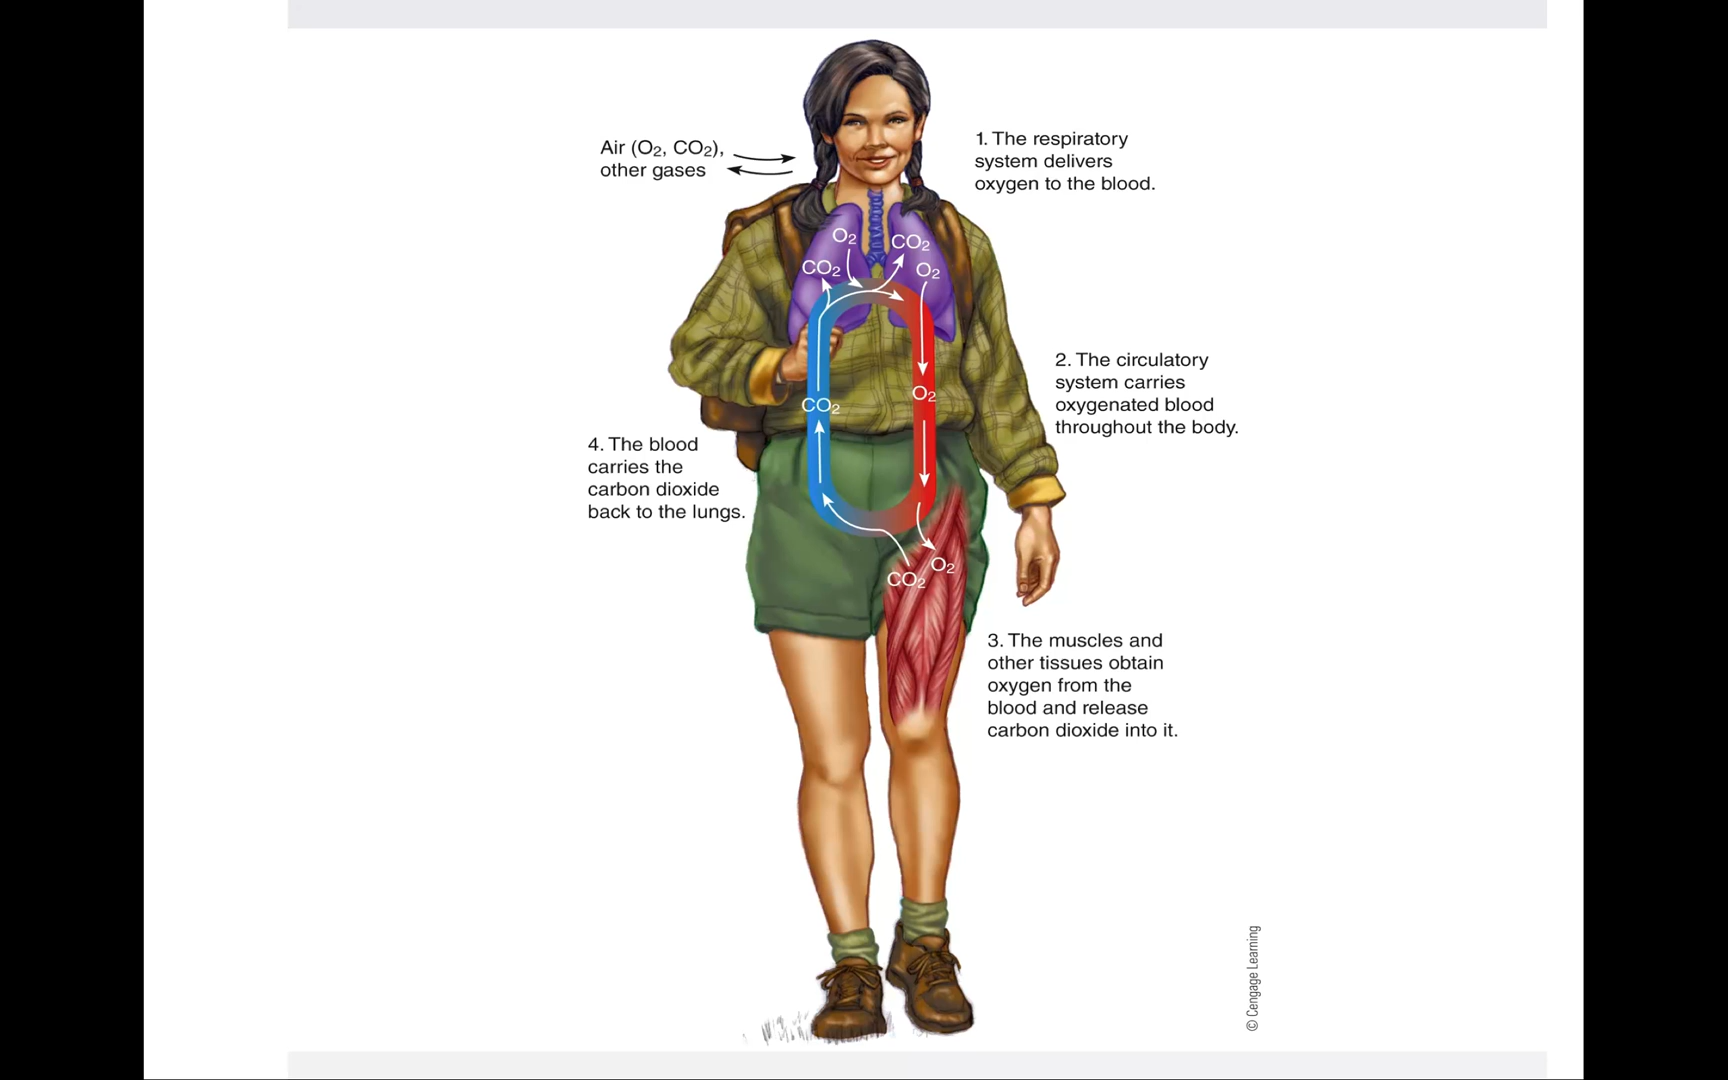 Air (O2, CO2),
other gases
1. The respiratory
system delivers
oxygen to the blood.
O2
CO2
CO2
O2
2. The circulatory
system carries
oxygenated blood
throughout the body.
O2
CO2
4. The blood
carries the
carbon dioxide
back to the lungs.
O2
CO2
3. The muscles and
other tissues obtain
oxygen from the
blood and release
carbon dioxide into it.
© Cengage Learning